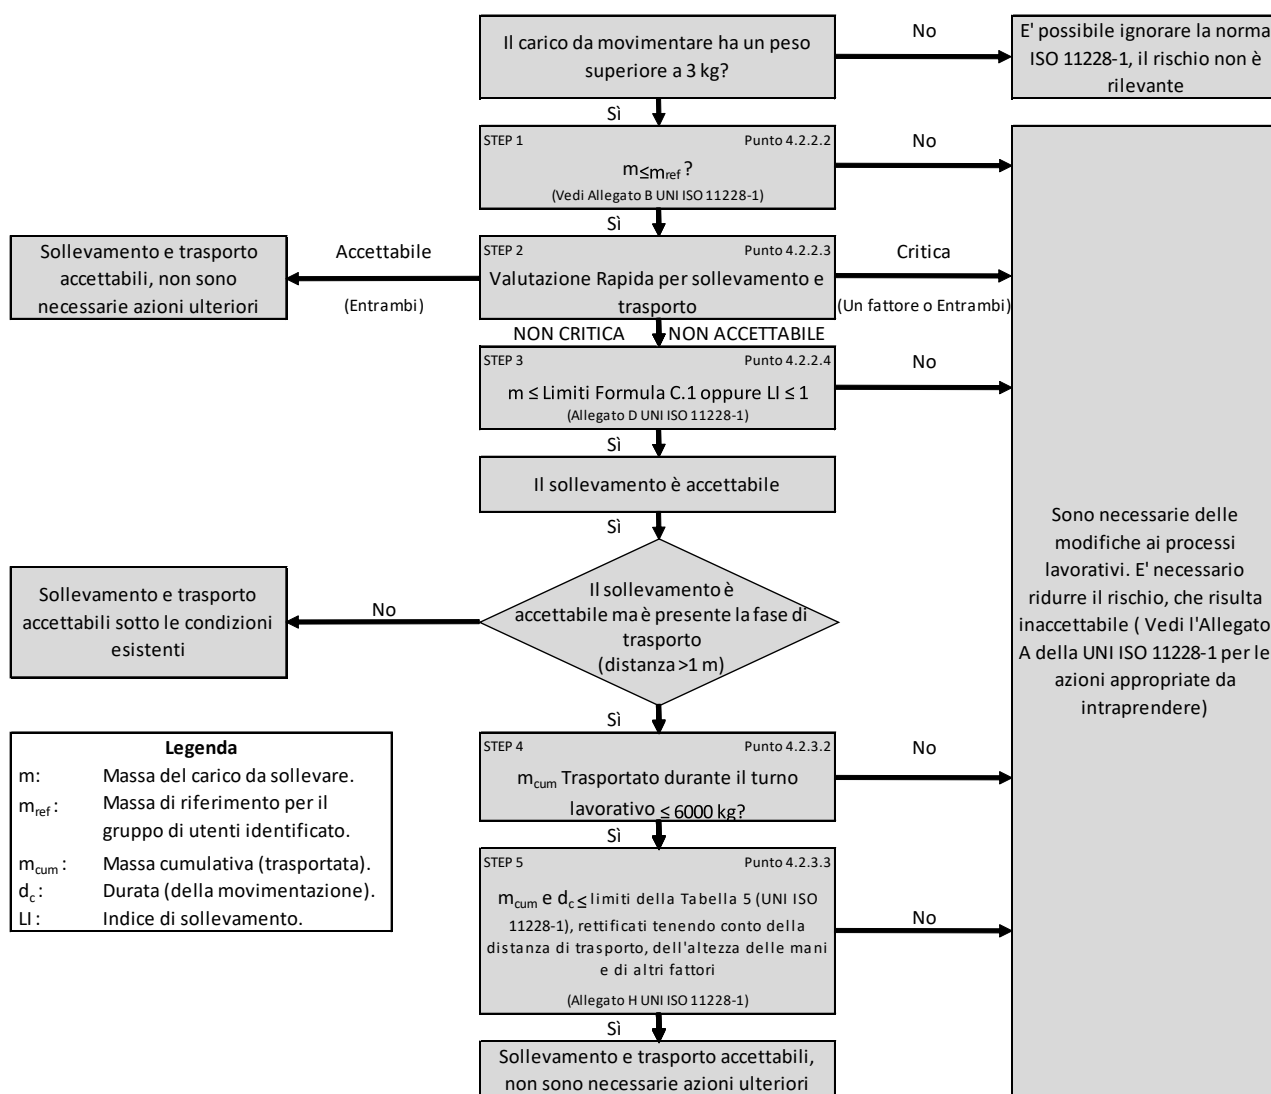 Il carico da movimentare ha un peso
superiore a 3 kg?
No
E' possibile ignorare la norma
ISO 11228-1, il rischio non è
rilevante
Sì
STEP 1 Punto 4.2.2.2
m≤mref ?
(Vedi Allegato B UNI ISO 11228-1)
No
Sì
Sollevamento e trasporto
accettabili, non sono
necessarie azioni ulteriori
Accettabile
(Entrambi)
STEP 2 Punto 4.2.2.3
Valutazione Rapida per sollevamento e
trasporto
Critica
(Un fattore o Entrambi)
NON CRITICA NON ACCETTABILE
STEP 3 Punto 4.2.2.4
m ≤ Limiti Formula C.1 oppure LI ≤ 1
(Allegato D UNI ISO 11228-1)
No
Sì
Il sollevamento è accettabile
Sì
Sono necessarie delle
modifiche ai processi
lavorativi. E' necessario
ridurre il rischio, che risulta
inaccettabile ( Vedi l'Allegato
A della UNI ISO 11228-1 per le
azioni appropriate da
intraprendere)
Il sollevamento è
accettabile ma è presente la fase di
trasporto
(distanza >1 m)
No
Sollevamento e trasporto
accettabili sotto le condizioni
esistenti
Sì
STEP 4 Punto 4.2.3.2
mcum Trasportato durante il turno
lavorativo ≤ 6000 kg?
No
Sì
Legenda
m: Massa del carico da sollevare.
mref : Massa di riferimento per il
gruppo di utenti identificato.
mcum : Massa cumulativa (trasportata).
dc : Durata (della movimentazione).
LI : Indice di sollevamento.
STEP 5 Punto 4.2.3.3
mcum e dc ≤ limiti della Tabella 5 (UNI ISO
11228-1), rettificati tenendo conto della
distanza di trasporto, dell'altezza delle mani
e di altri fattori
(Allegato H UNI ISO 11228-1)
No
Sì
Sollevamento e trasporto accettabili,
non sono necessarie azioni ulteriori